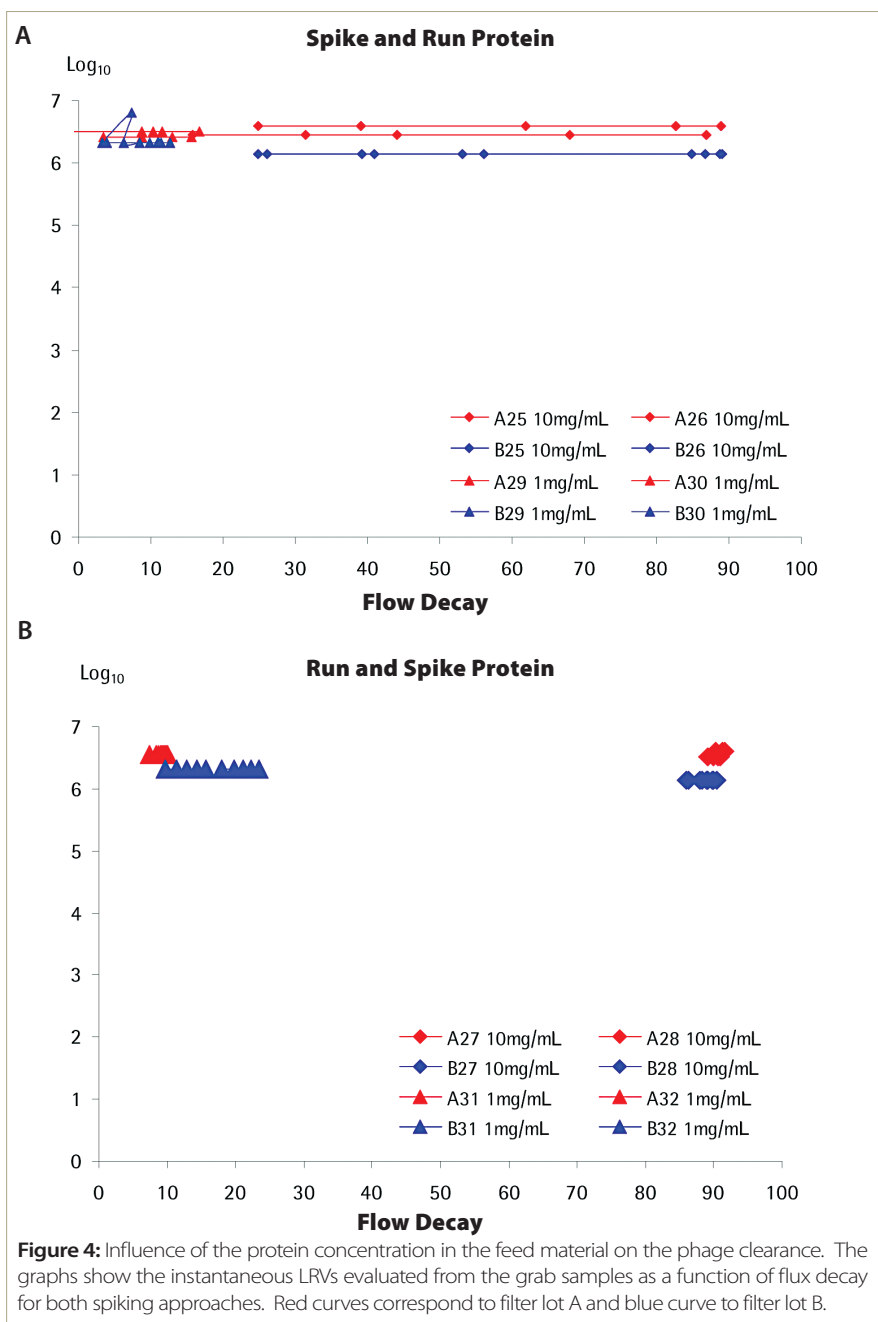 A
Spike and Run Protein
Log10
7
6
5
4
3
2
1
0
A25 10mg/mL A26 10mg/mL
B25 10mg/mL B26 10mg/mL
A29 1mg/mL A30 1mg/mL
B29 1mg/mL B30 1mg/mL
0 10 20 30 40 50 60 70 80 90 100
Flow Decay
B
Run and Spike Protein
Log10
7
6
5
4
3
2
1
0
A27 10mg/mL A28 10mg/mL
B27 10mg/mL B28 10mg/mL
A31 1mg/mL A32 1mg/mL
B31 1mg/mL B32 1mg/mL
0 10 20 30 40 50 60 70 80 90 100
Flow Decay
Figure 4: Influence of the protein concentration in the feed material on the phage clearance. The
graphs show the instantaneous LRVs evaluated from the grab samples as a function of flux decay
for both spiking approaches. Red curves correspond to filter lot A and blue curve to filter lot B.